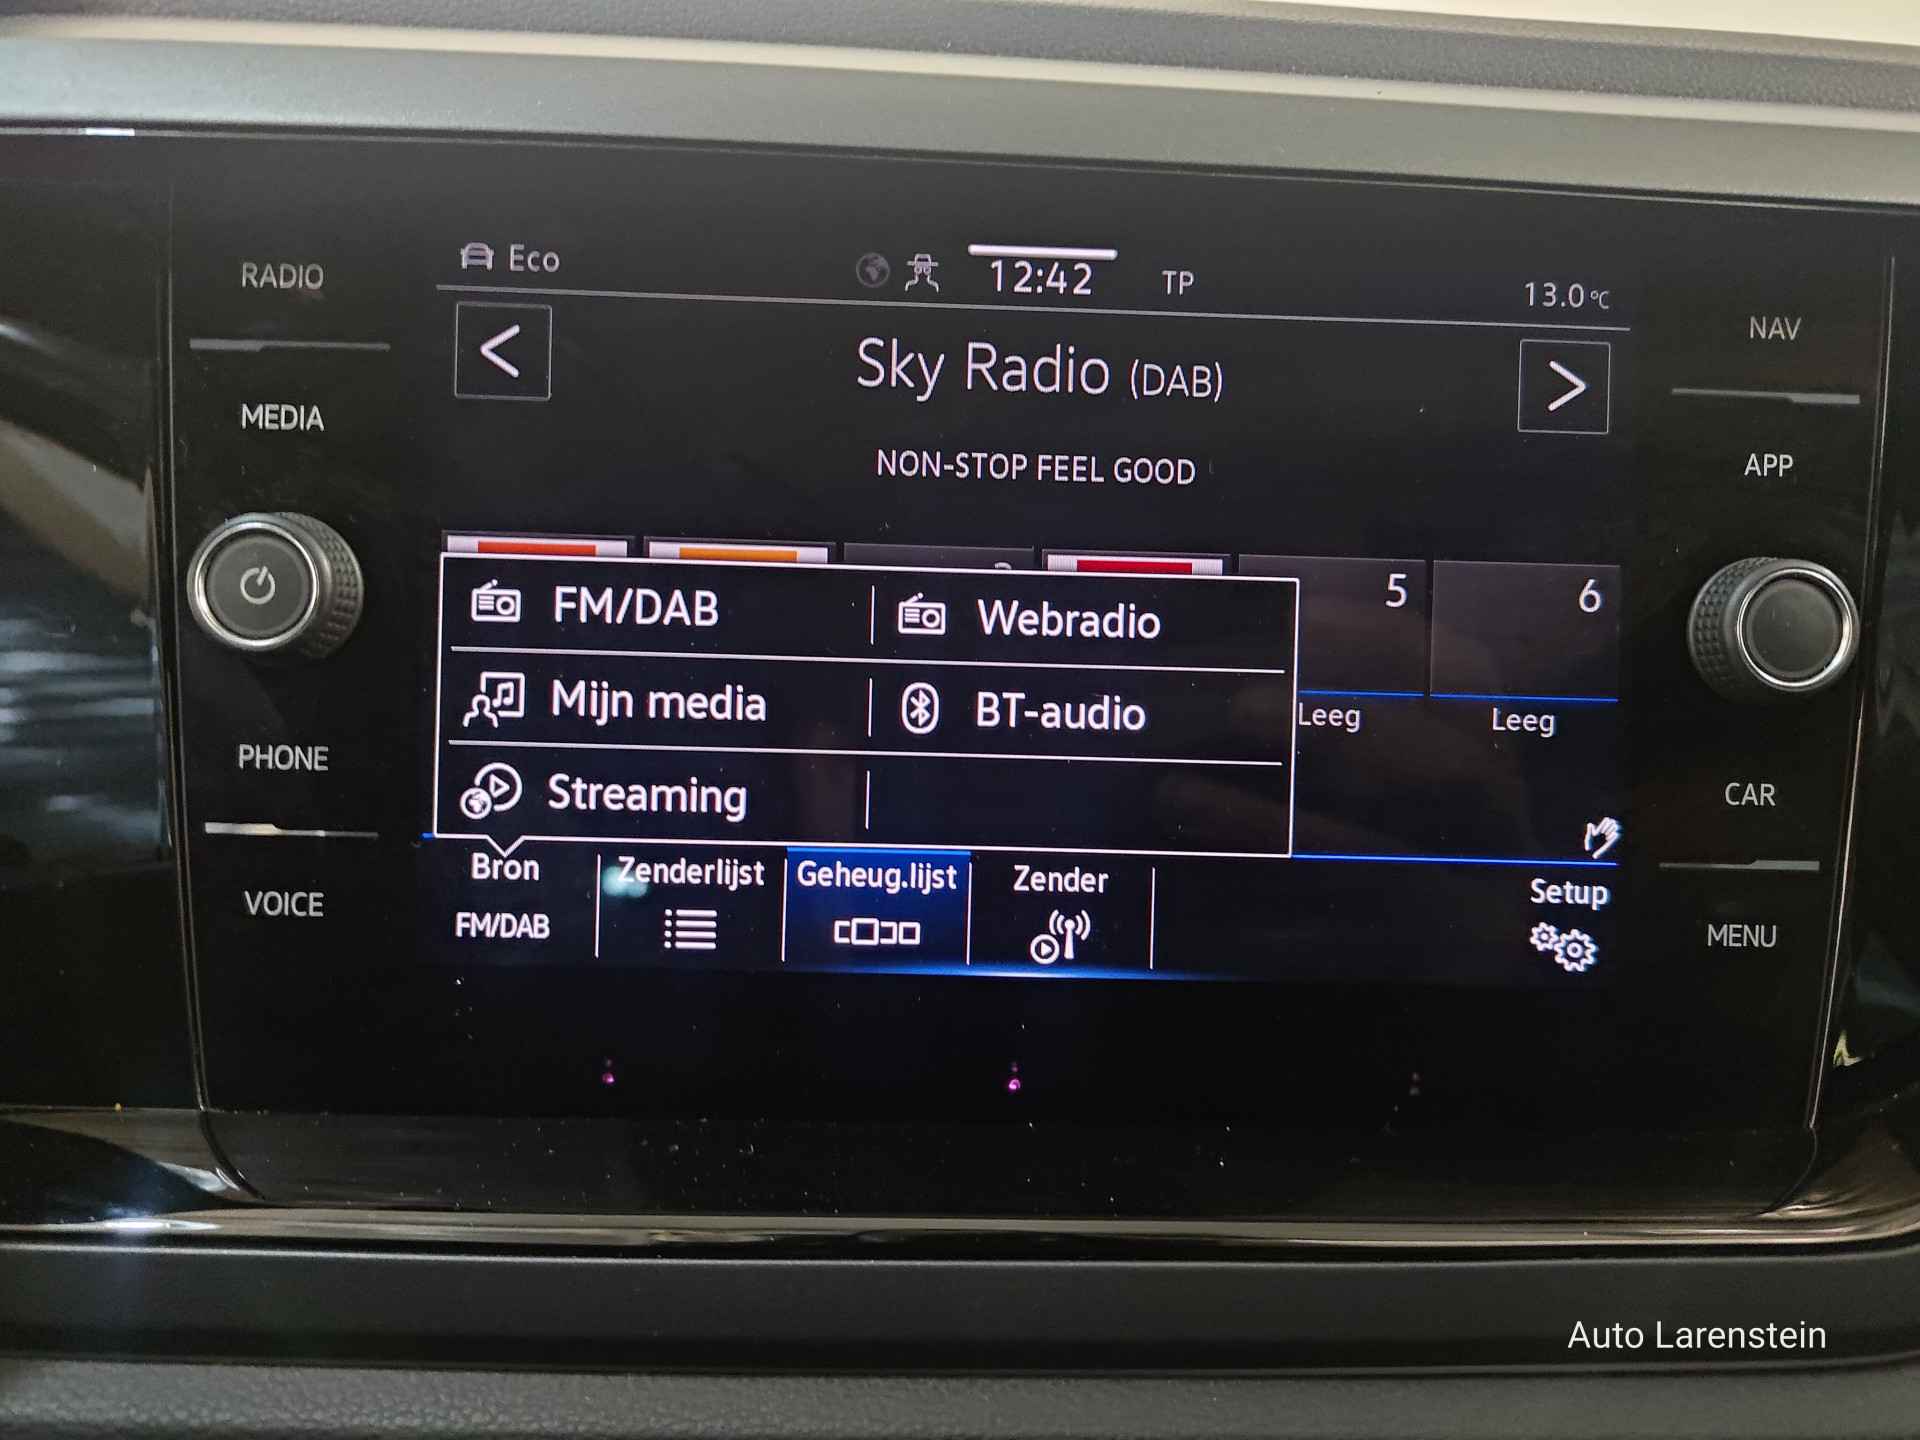 RADIO
MEDIA
PHONE
VOICE
Eco
12:42
TP
13.0°C
Sky Radio (DAB)
NON-STOP FEEL GOOD
5
6
FM/DAB
Webradio
Mijn media
BT-audio
Streaming
Leeg
Leeg
Bron
FM/DAB
Zenderlijst
Geheug.lijst
Zender
Setup
NAV
APP
CAR
MENU
Auto Larenstein